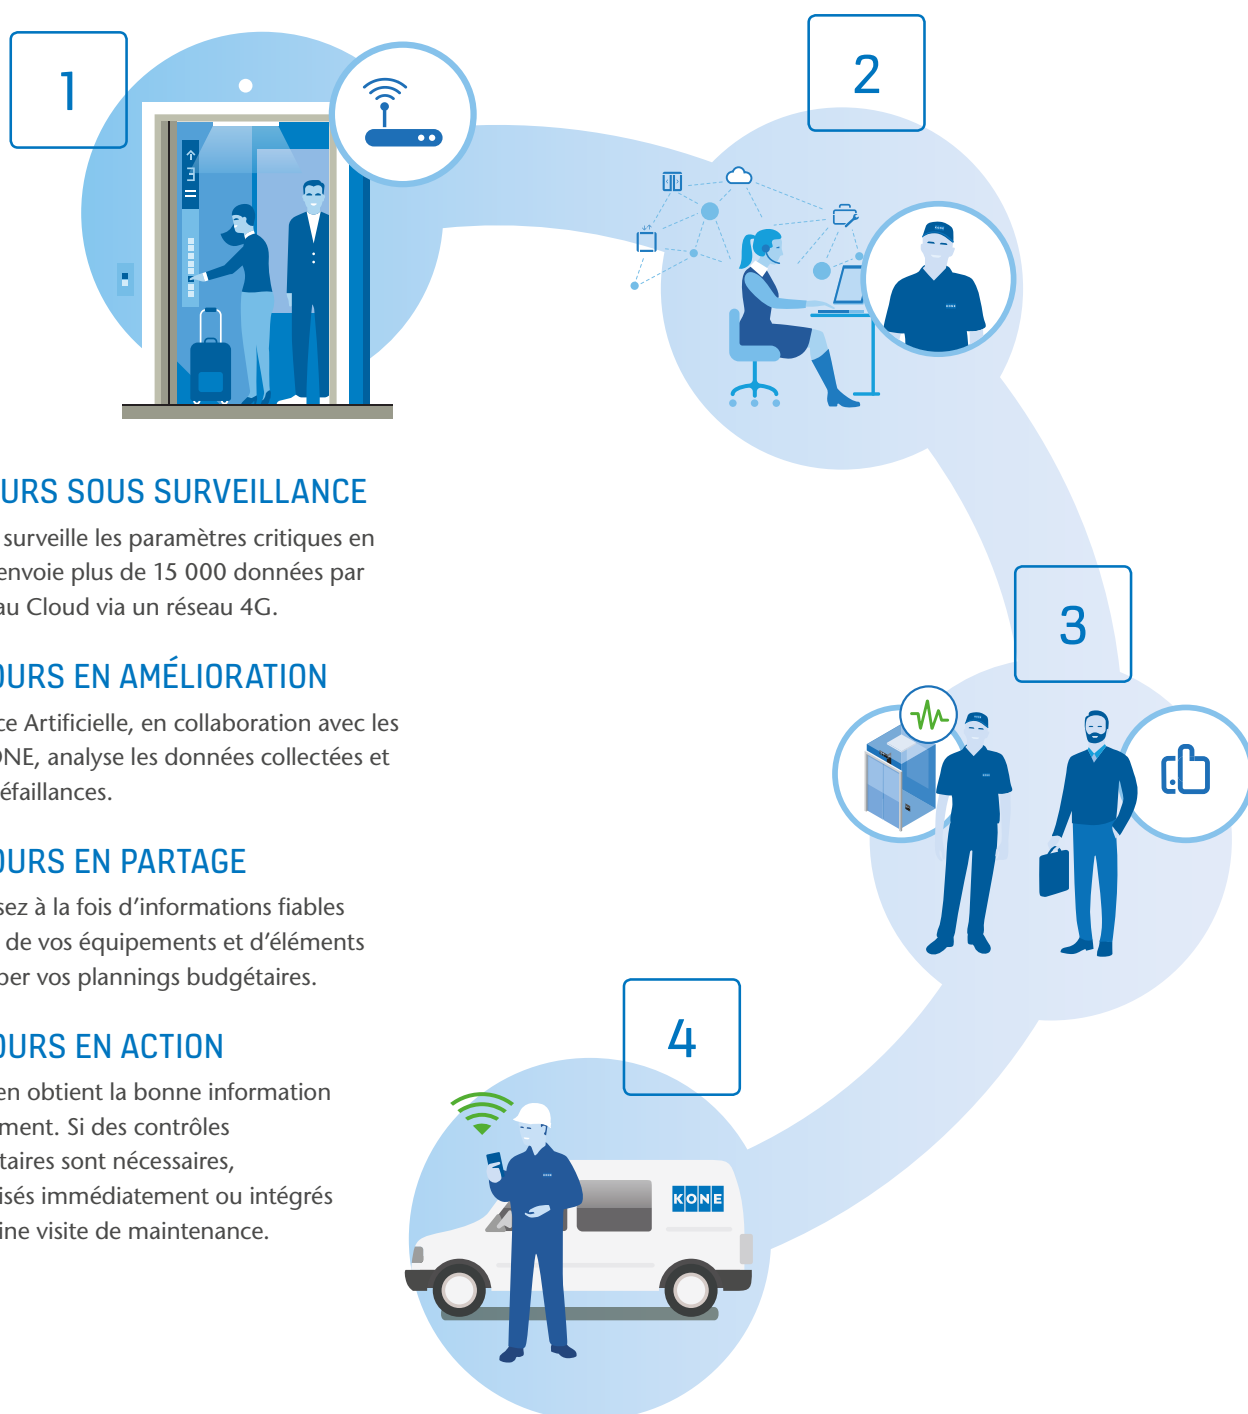 1
2
URS SOUS SURVEILLANCE
surveille les paramètres critiques en
envoie plus de 15 000 données par
au Cloud via un réseau 4G.
OURS EN AMÉLIORATION
ce Artificielle, en collaboration avec les
ONE, analyse les données collectées et
éfaillances.
OURS EN PARTAGE
sez à la fois d’informations fiables
de vos équipements et d’éléments
per vos plannings budgétaires.
OURS EN ACTION
en obtient la bonne information
ment. Si des contrôles
taires sont nécessaires,
isés immédiatement ou intégrés
ine visite de maintenance.
3
4
KONE
KONE
KONE